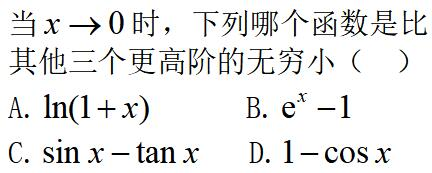 当 x → 0 时，下列哪个函数是比
其他三个更高阶的无穷小（ ）
A. ln(1+x) B. eˣ −1
C. sin x − tan x D. 1− cos x